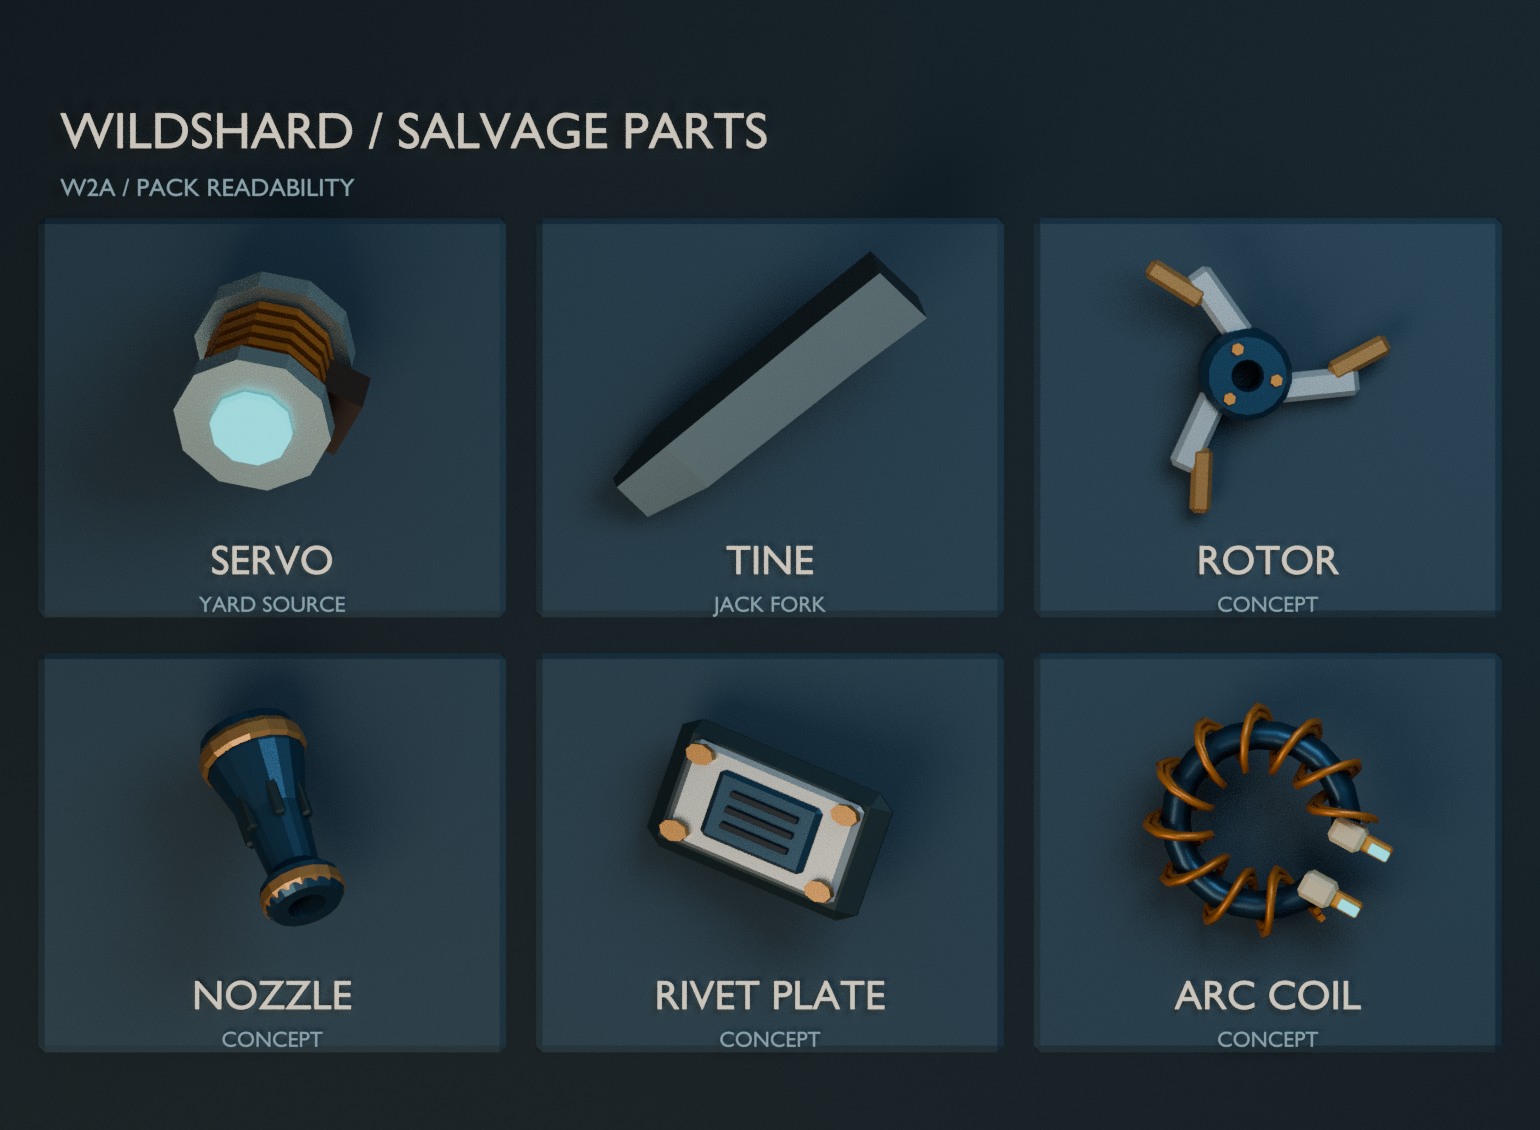 WILDSHARD / SALVAGE PARTS
W2A / PACK READABILITY
SERVO
YARD SOURCE
TINE
JACK FORK
ROTOR
CONCEPT
NOZZLE
CONCEPT
RIVET PLATE
CONCEPT
ARC COIL
CONCEPT